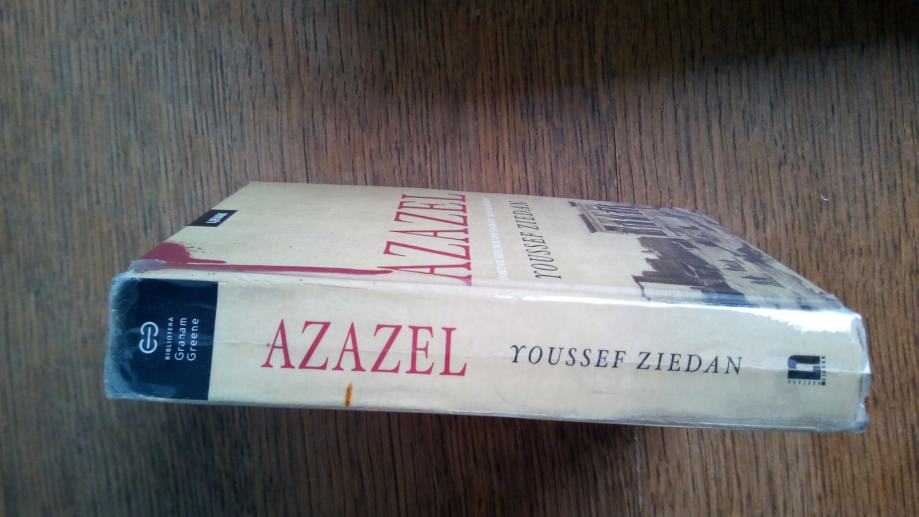 BIBLIOTEKA
Graham
Greene
AZAZEL
YOUSSEF ZIEDAN
AZAZEL
YOUSSEF ZIEDAN